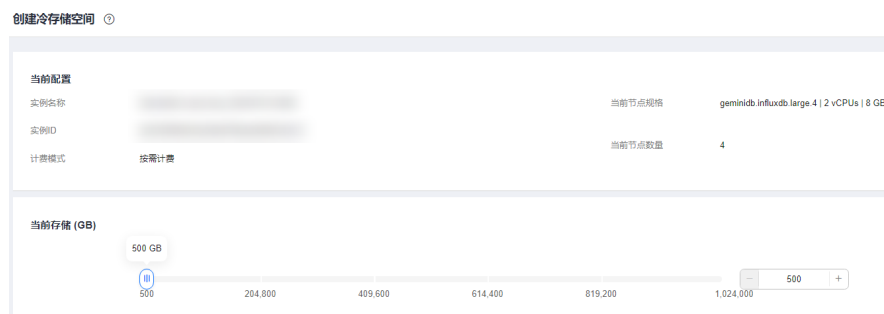 创建冷存储空间 ?
当前配置
实例名称
当前节点规格 geminidb.influxdb.large.4 | 2 vCPUs | 8 GB
实例ID
当前节点数量 4
计费模式 按需计费
当前存储 (GB)
500 GB
500 204,800 409,600 614,400 819,200 1,024,000
− 500 +